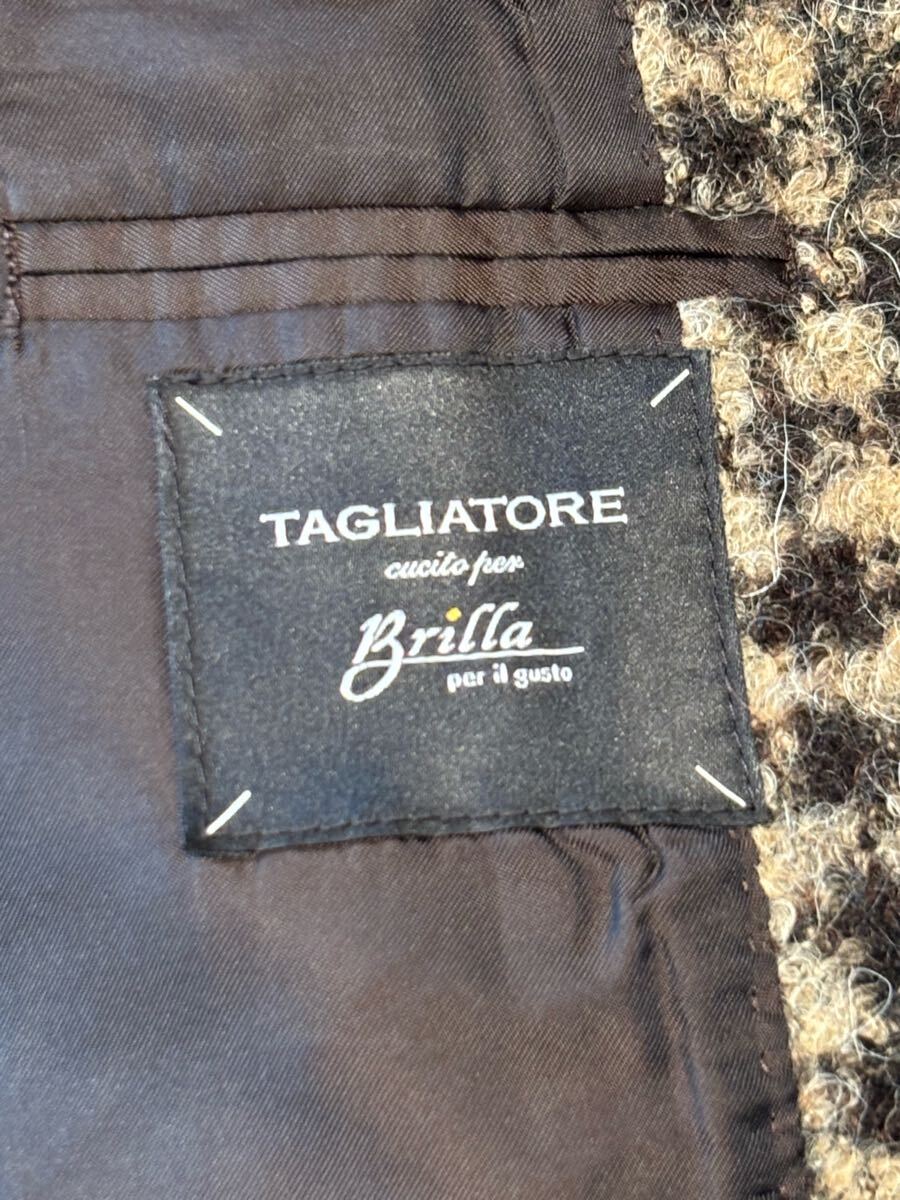 TAGLIATORE
cucito per
Brilla
per il gusto